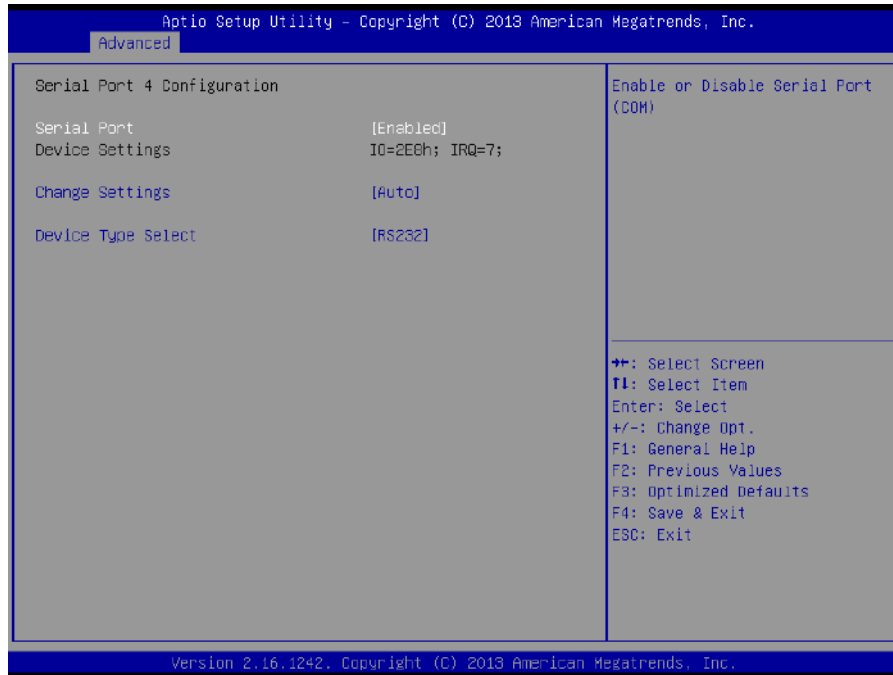 Aptio Setup Utility – Copyright (C) 2013 American Megatrends, Inc.
Advanced
Serial Port 4 Configuration
Serial Port [Enabled]
Device Settings IO=2E8h; IRQ=7;
Change Settings [Auto]
Device Type Select [RS232]
Enable or Disable Serial Port
(COM)
→←: Select Screen
↑↓: Select Item
Enter: Select
+/-: Change Opt.
F1: General Help
F2: Previous Values
F3: Optimized Defaults
F4: Save & Exit
ESC: Exit
Version 2.16.1242. Copyright (C) 2013 American Megatrends, Inc.